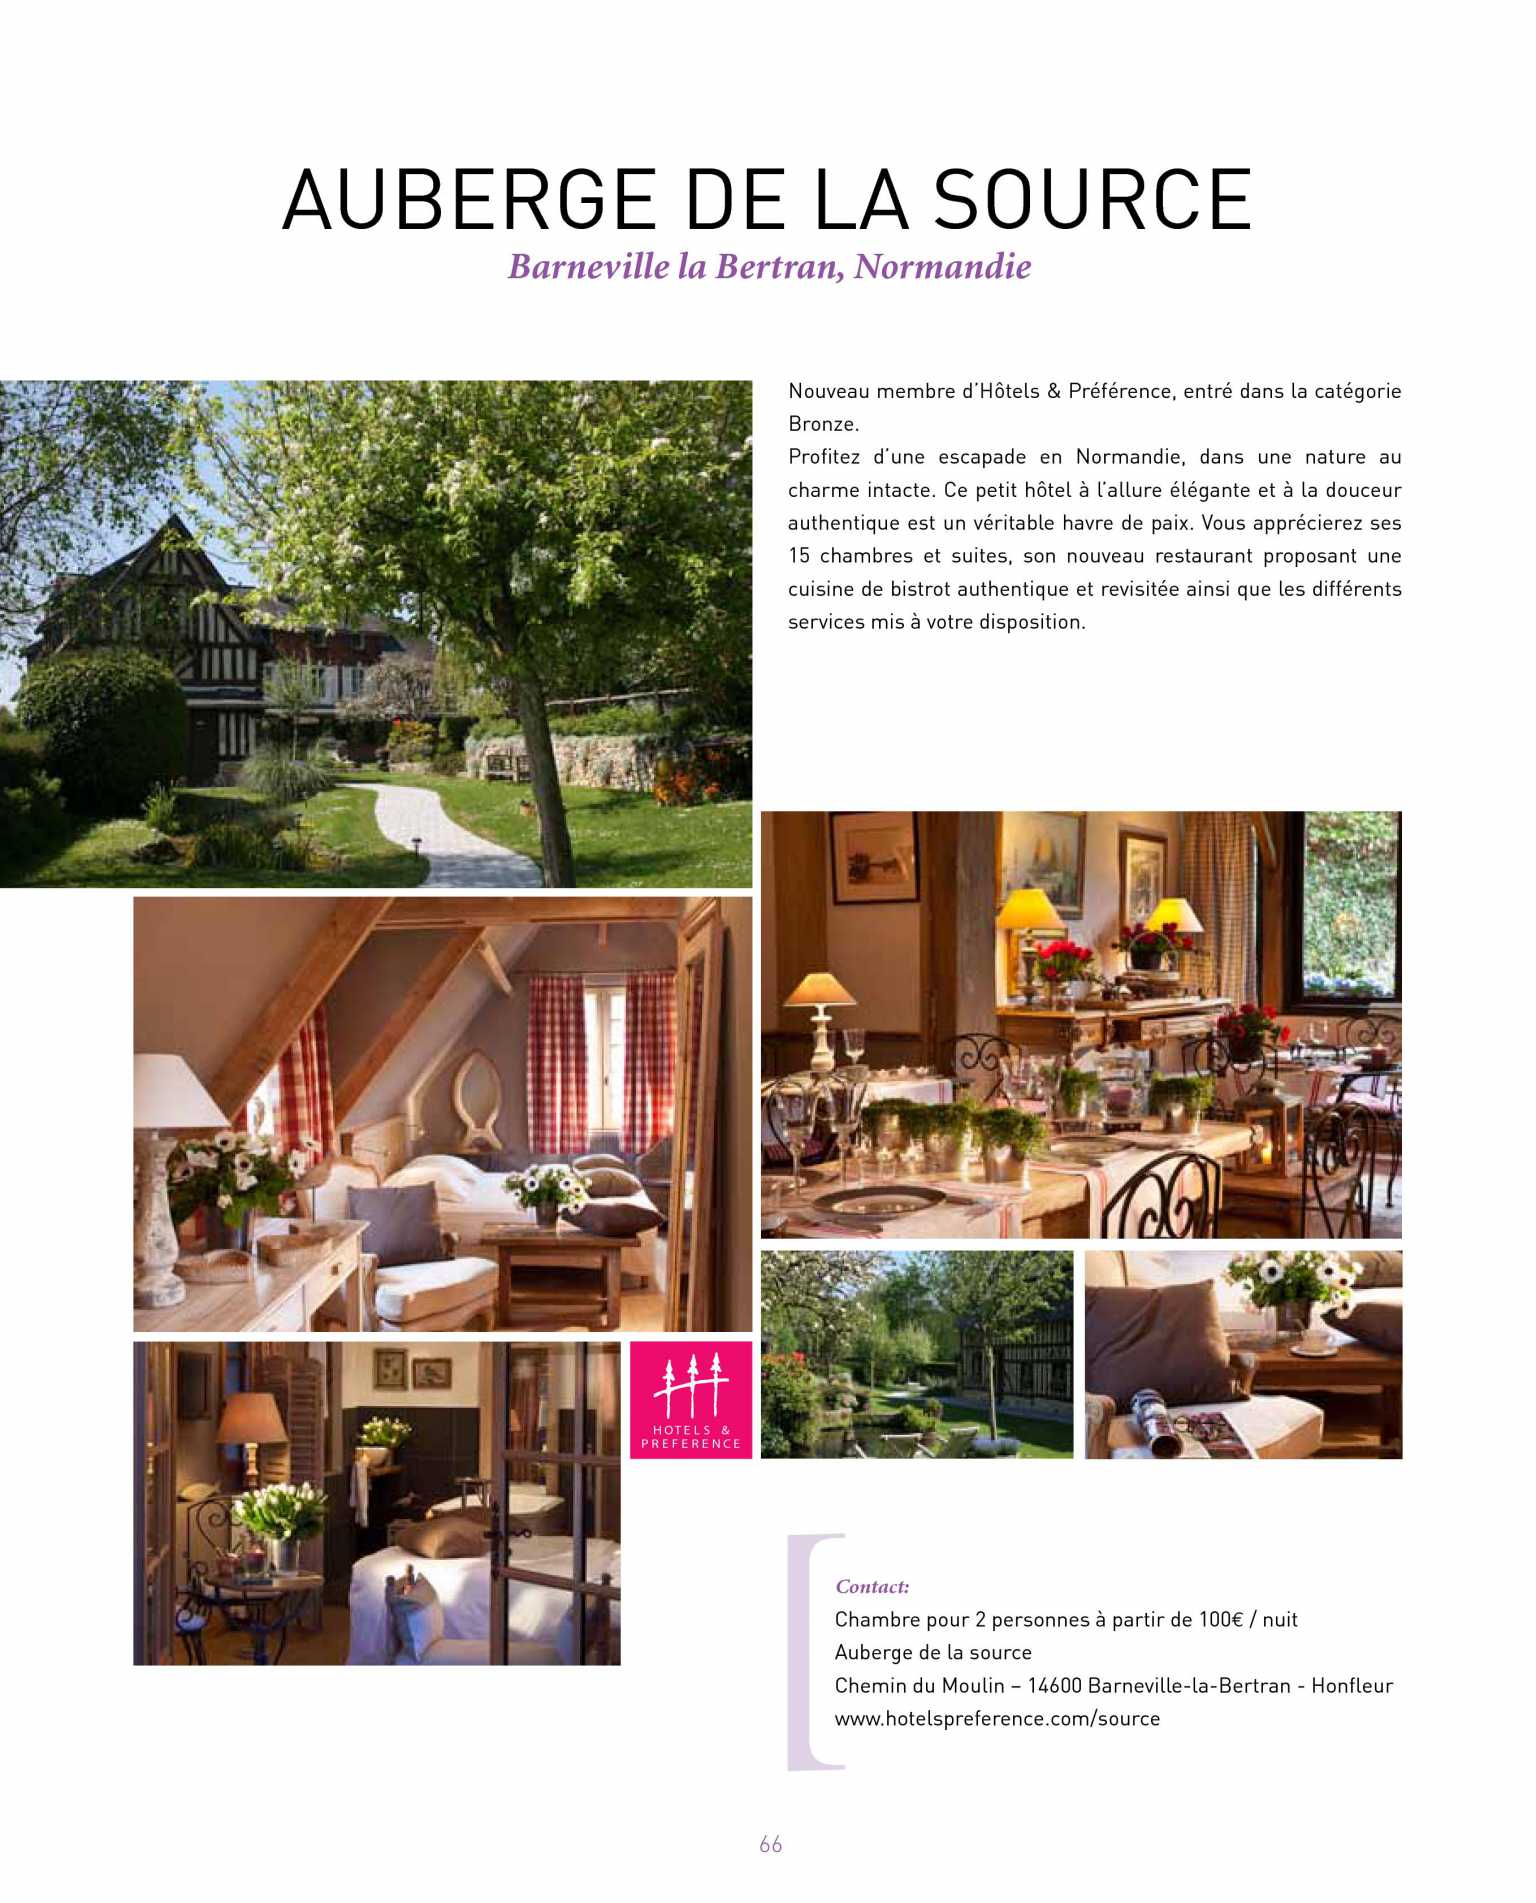 AUBERGE DE LA SOURCE
Barneville la Bertran, Normandie
Nouveau membre d’Hôtels & Préférence, entré dans la catégorie
Bronze.
Profitez d’une escapade en Normandie, dans une nature au
charme intacte. Ce petit hôtel à l’allure élégante et à la douceur
authentique est un véritable havre de paix. Vous apprécierez ses
15 chambres et suites, son nouveau restaurant proposant une
cuisine de bistrot authentique et revisitée ainsi que les différents
services mis à votre disposition.
HOTELS &
PREFERENCE
Contact:
Chambre pour 2 personnes à partir de 100€ / nuit
Auberge de la source
Chemin du Moulin – 14600 Barneville-la-Bertran - Honfleur
www.hotelspreference.com/source
66